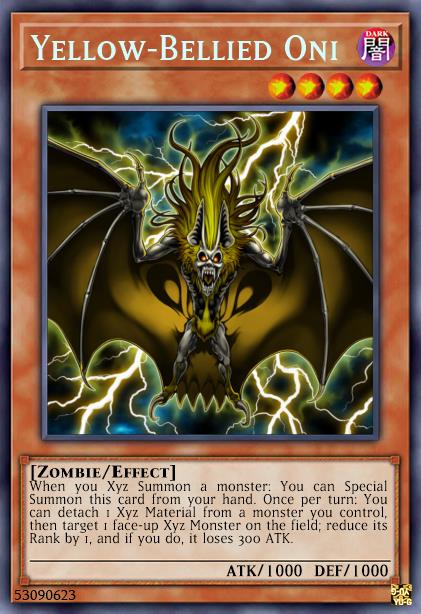 Yellow-Bellied Oni
DARK
闇
[Zombie/Effect]
When you Xyz Summon a monster: You can Special
Summon this card from your hand. Once per turn: You
can detach 1 Xyz Material from a monster you control,
then target 1 face-up Xyz Monster on the field; reduce its
Rank by 1, and if you do, it loses 300 ATK.
ATK/1000 DEF/1000
53090623